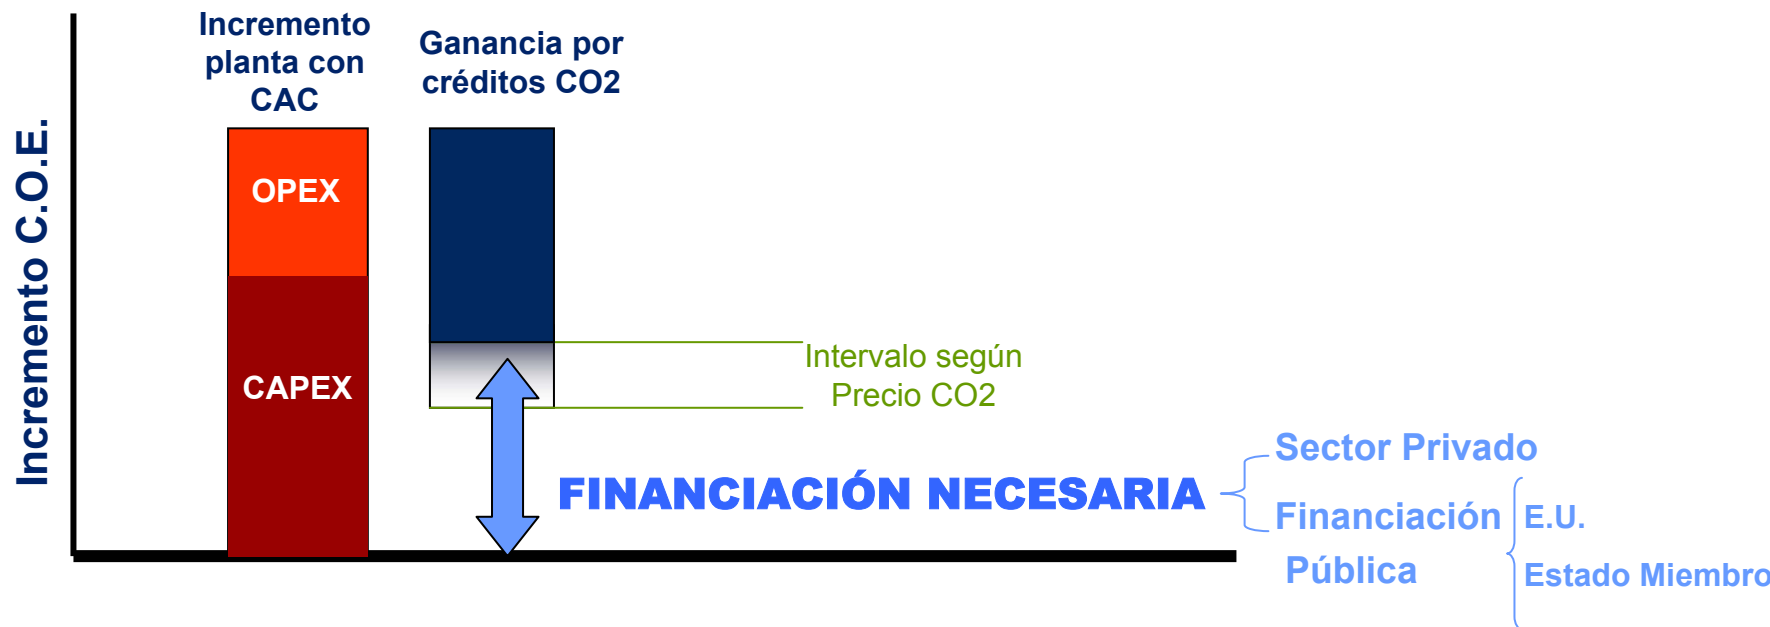 Incremento
planta con
CAC
Ganancia por
créditos CO2
Incremento C.O.E.
OPEX
CAPEX
Intervalo según
Precio CO2
FINANCIACIÓN NECESARIA
Sector Privado
Financiación
Pública
E.U.
Estado Miembro